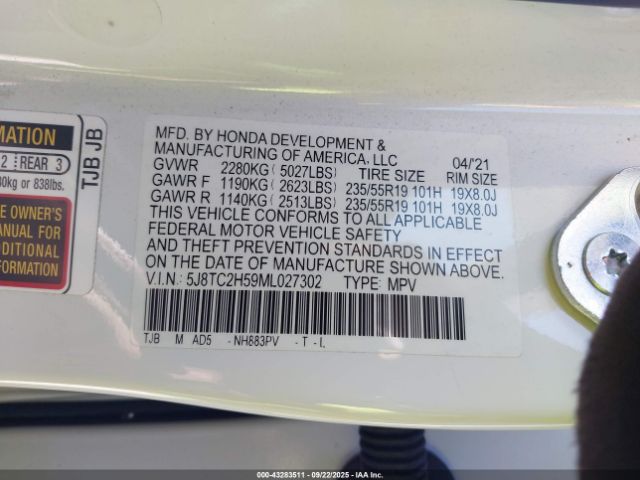 MATION
2 REAR 3
40kg or 838lbs.
E OWNER'S
ANUAL FOR
DITIONAL
FORMATION
TJB JB
MFD. BY HONDA DEVELOPMENT &
MANUFACTURING OF AMERICA, LLC 04/'21
GVWR 2280KG( 5027LBS) TIRE SIZE RIM SIZE
GAWR F 1190KG( 2623LBS) 235/55R19 101H 19X8.0J
GAWR R 1140KG( 2513LBS) 235/55R19 101H 19X8.0J
THIS VEHICLE CONFORMS TO ALL APPLICABLE
FEDERAL MOTOR VEHICLE SAFETY
AND THEFT PREVENTION STANDARDS IN EFFECT
ON THE DATE OF MANUFACTURE SHOWN ABOVE.
V.I.N.: 5J8TC2H59ML027302 TYPE: MPV
TJB M AD5 -NH883PV -T-I.
000-43283511 - 09/22/2025 - IAA Inc.